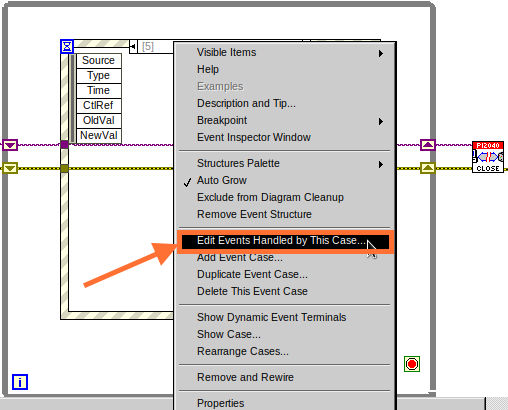 [5]
Source
Type
Time
CtlRef
OldVal
NewVal
Visible Items
Help
Examples
Description and Tip...
Breakpoint
Event Inspector Window
Structures Palette
Auto Grow
Exclude from Diagram Cleanup
Remove Event Structure
Edit Events Handled by This Case...
Add Event Case...
Duplicate Event Case...
Delete This Event Case
Show Dynamic Event Terminals
Show Case...
Rearrange Cases...
Remove and Rewire
Properties
PI2040
CLOSE
i